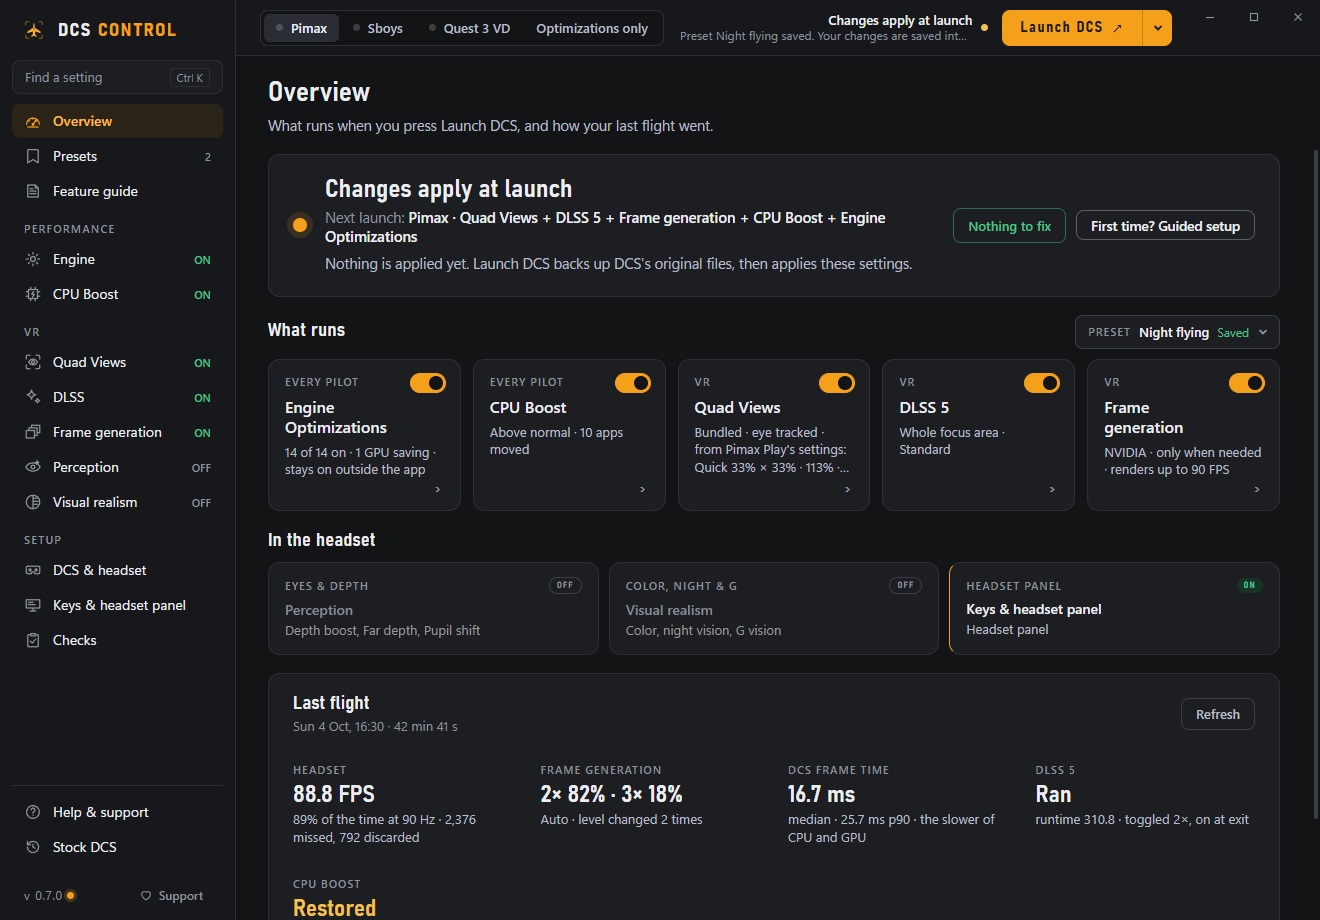 DCS CONTROL
Find a setting Ctrl K
Overview
Presets 2
Feature guide
PERFORMANCE
Engine ON
CPU Boost ON
VR
Quad Views ON
DLSS ON
Frame generation ON
Perception OFF
Visual realism OFF
SETUP
DCS & headset
Keys & headset panel
Checks
Help & support
Stock DCS
v 0.7.0
Support
Pimax
Sboys
Quest 3 VD
Optimizations only
Changes apply at launch
Preset Night flying saved. Your changes are saved int...
Launch DCS ↗
Overview
What runs when you press Launch DCS, and how your last flight went.
Changes apply at launch
Next launch: Pimax · Quad Views + DLSS 5 + Frame generation + CPU Boost + Engine
Optimizations
Nothing is applied yet. Launch DCS backs up DCS's original files, then applies these settings.
Nothing to fix
First time? Guided setup
What runs
PRESET Night flying Saved
EVERY PILOT
Engine
Optimizations
14 of 14 on · 1 GPU saving ·
stays on outside the app
EVERY PILOT
CPU Boost
Above normal · 10 apps
moved
VR
Quad Views
Bundled · eye tracked ·
from Pimax Play's settings:
Quick 33% × 33% · 113% ·...
VR
DLSS 5
Whole focus area ·
Standard
VR
Frame
generation
NVIDIA · only when needed
· renders up to 90 FPS
In the headset
EYES & DEPTH OFF
Perception
Depth boost, Far depth, Pupil shift
COLOR, NIGHT & G OFF
Visual realism
Color, night vision, G vision
HEADSET PANEL ON
Keys & headset panel
Headset panel
Last flight
Sun 4 Oct, 16:30 · 42 min 41 s
Refresh
HEADSET
88.8 FPS
89% of the time at 90 Hz · 2,376
missed, 792 discarded
FRAME GENERATION
2× 82% · 3× 18%
Auto · level changed 2 times
DCS FRAME TIME
16.7 ms
median · 25.7 ms p90 · the slower of
CPU and GPU
DLSS 5
Ran
runtime 310.8 · toggled 2×, on at exit
CPU BOOST
Restored